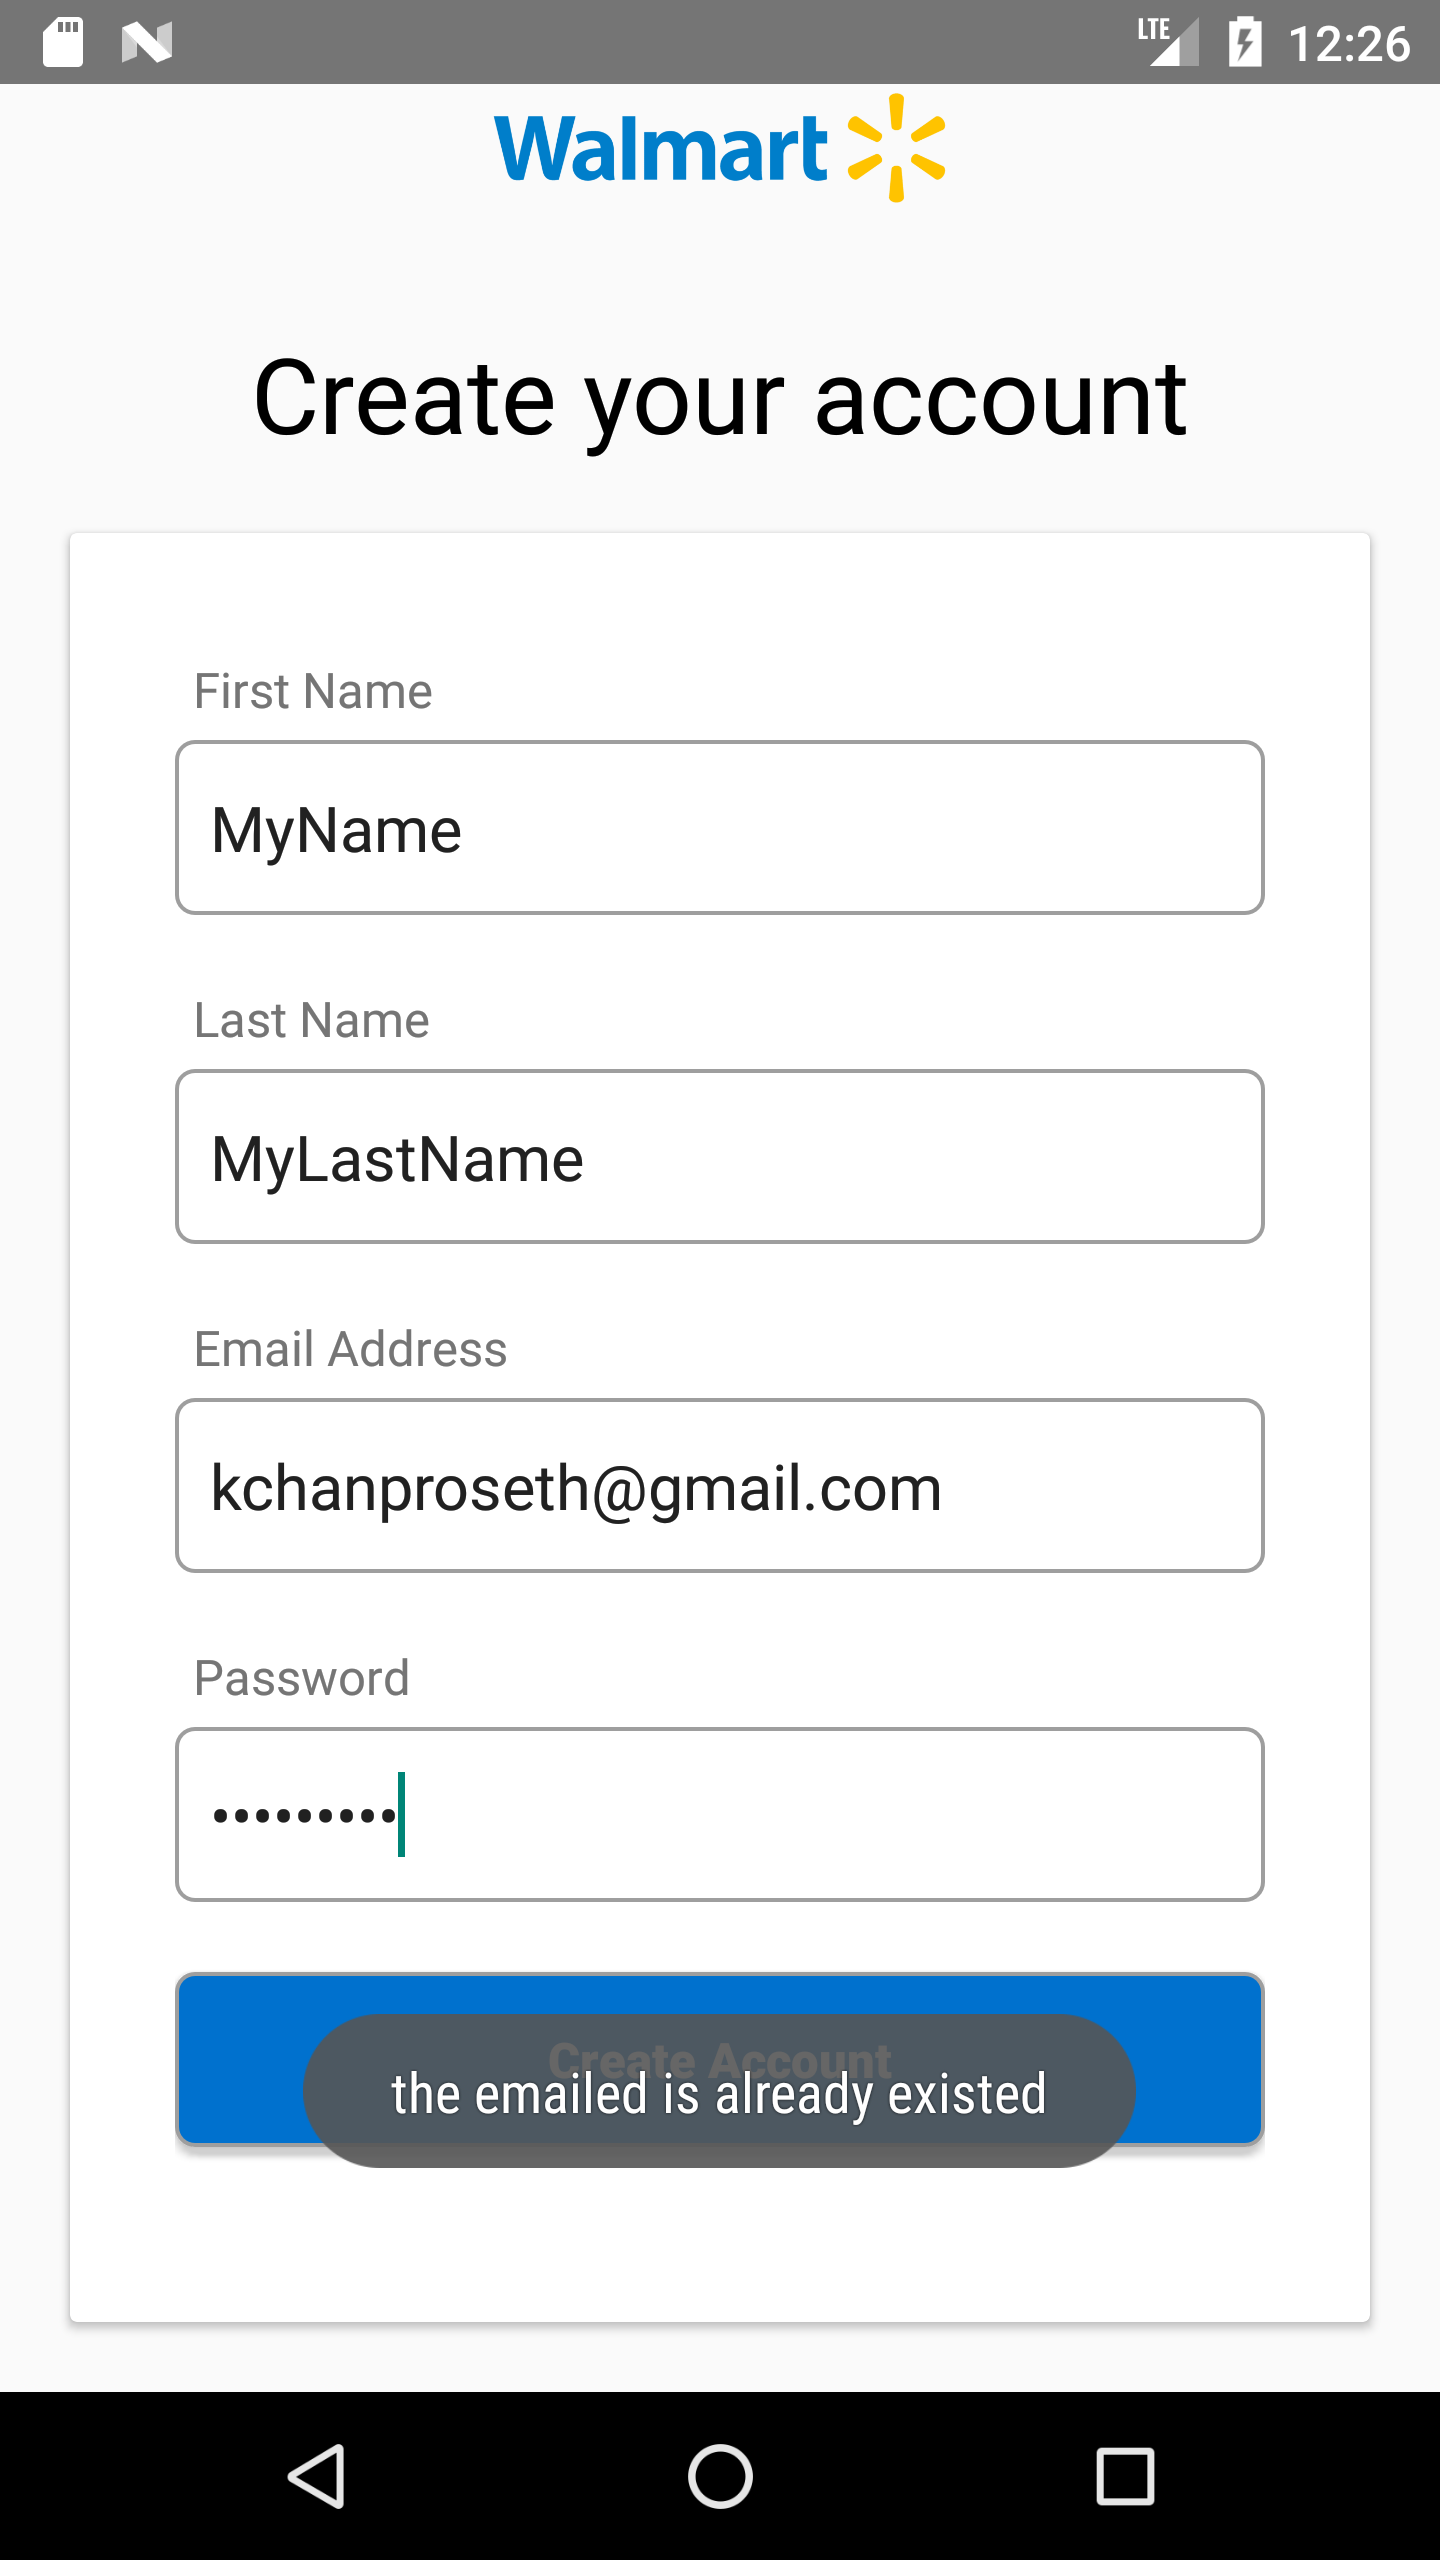 LTE 12:26
Walmart
Create your account
First Name
MyName
Last Name
MyLastName
Email Address
kchanproseth@gmail.com
Password
•••••••••
Create Account
the emailed is already existed